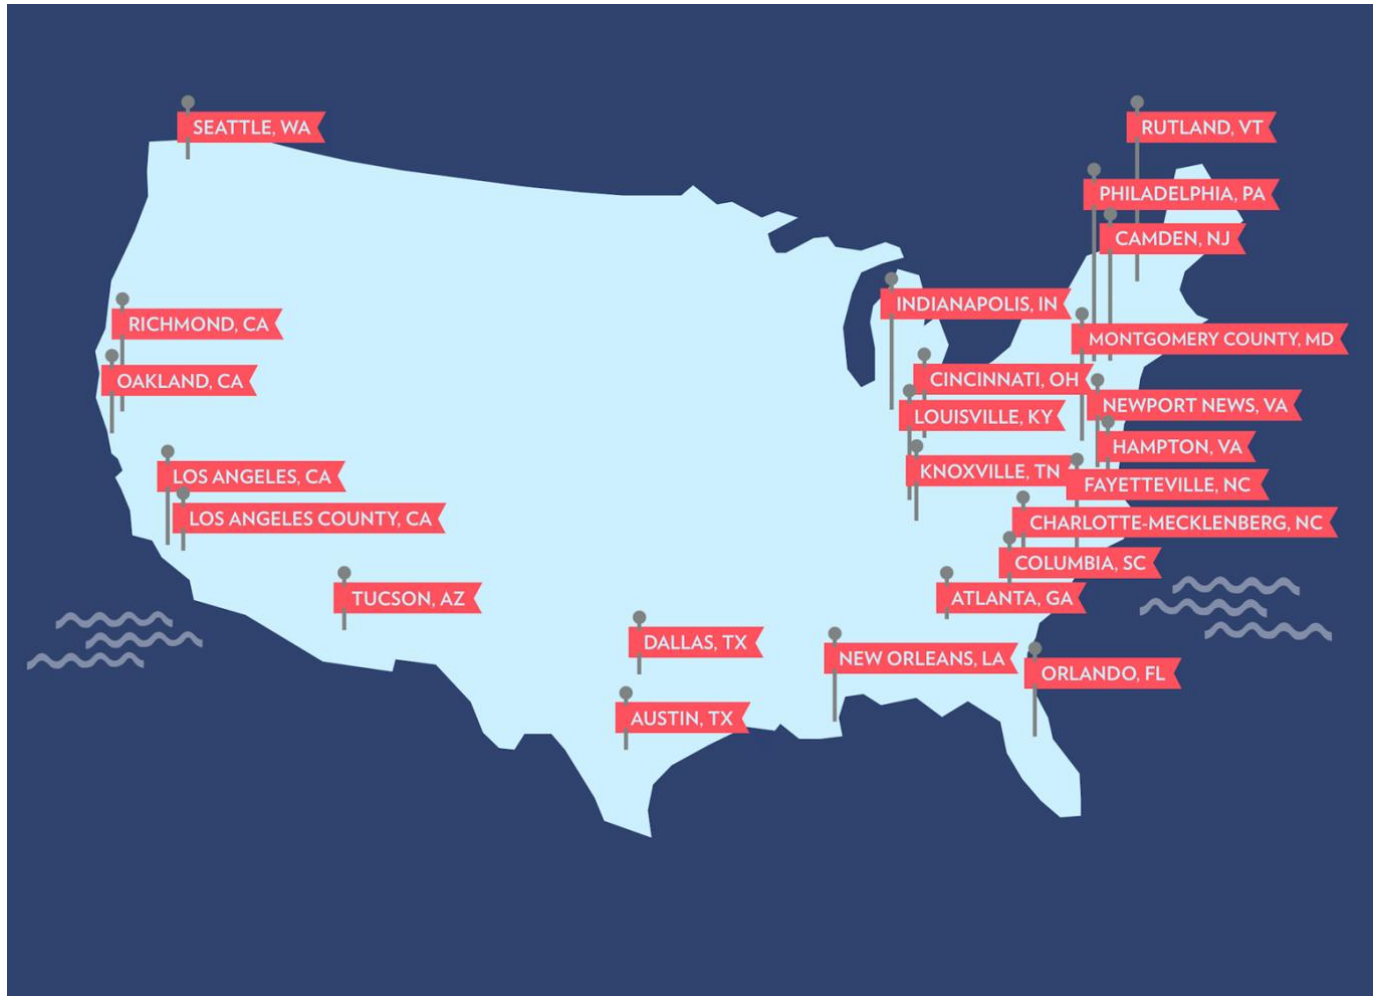 SEATTLE, WA
RUTLAND, VT
PHILADELPHIA, PA
CAMDEN, NJ
INDIANAPOLIS, IN
RICHMOND, CA
MONTGOMERY COUNTY, MD
OAKLAND, CA
CINCINNATI, OH
NEWPORT NEWS, VA
LOUISVILLE, KY
HAMPTON, VA
KNOXVILLE, TN
LOS ANGELES, CA
FAYETTEVILLE, NC
LOS ANGELES COUNTY, CA
CHARLOTTE-MECKLENBERG, NC
COLUMBIA, SC
TUCSON, AZ
ATLANTA, GA
DALLAS, TX
NEW ORLEANS, LA
ORLANDO, FL
AUSTIN, TX